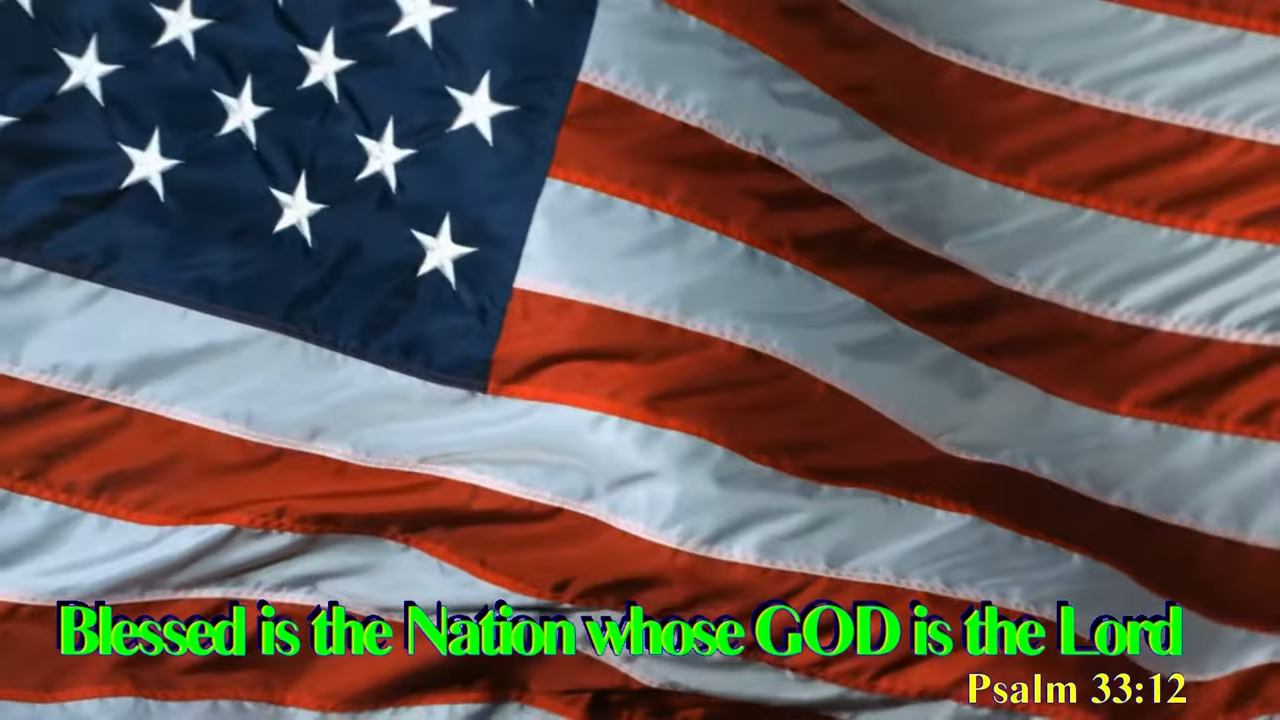 Blessed is the Nation whose GOD is the Lord
Psalm 33:12